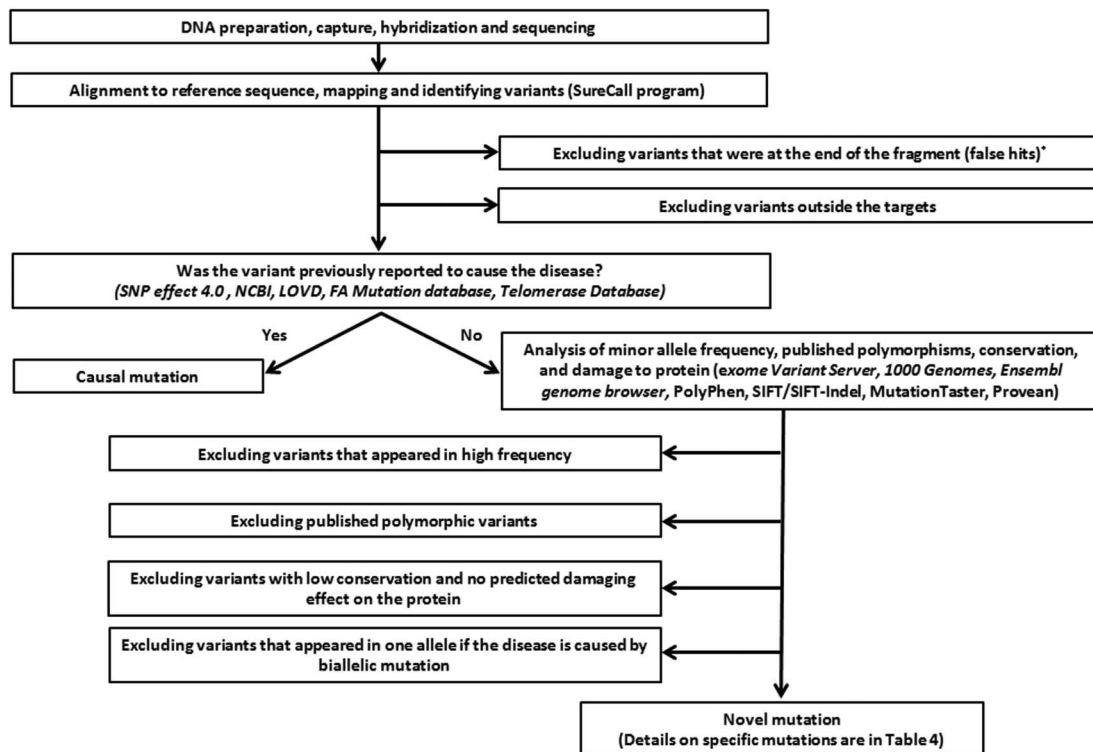 DNA preparation, capture, hybridization and sequencing
Alignment to reference sequence, mapping and identifying variants (SureCall program)
Excluding variants that were at the end of the fragment (false hits)*
Excluding variants outside the targets
Was the variant previously reported to cause the disease?
(SNP effect 4.0 , NCBI, LOVD, FA Mutation database, Telomerase Database)
Yes
No
Causal mutation
Analysis of minor allele frequency, published polymorphisms, conservation,
and damage to protein (exome Variant Server, 1000 Genomes, Ensembl
genome browser, PolyPhen, SIFT/SIFT-Indel, MutationTaster, Provean)
Excluding variants that appeared in high frequency
Excluding published polymorphic variants
Excluding variants with low conservation and no predicted damaging
effect on the protein
Excluding variants that appeared in one allele if the disease is caused by
biallelic mutation
Novel mutation
(Details on specific mutations are in Table 4)